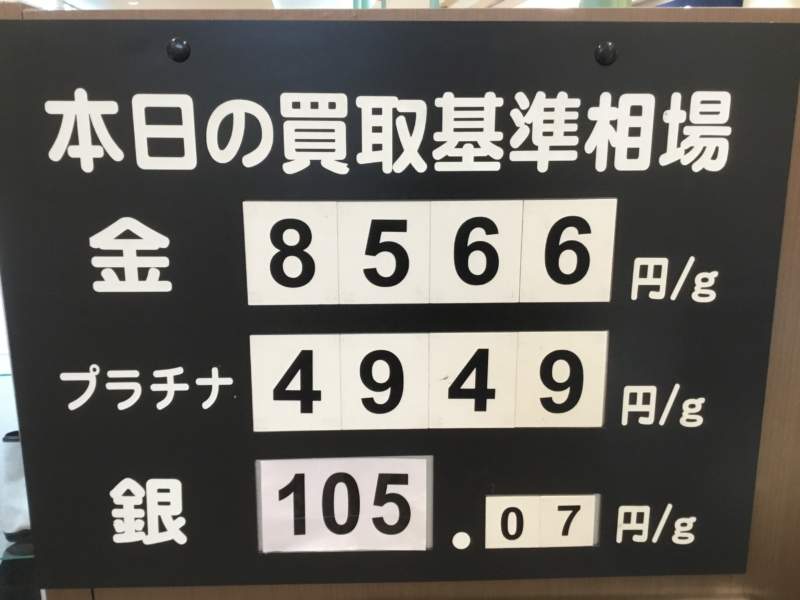 本日の買取基準相場
金 8566 円/g
プラチナ 4949 円/g
銀 105.07 円/g